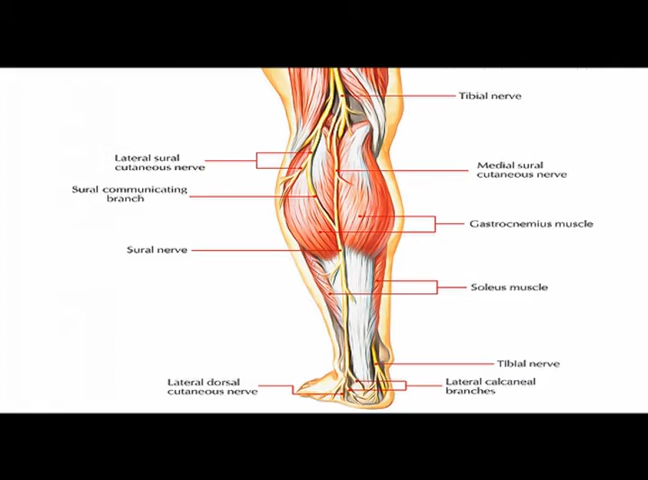 Tibial nerve
Lateral sural
cutaneous nerve
Medial sural
cutaneous nerve
Sural communicating
branch
Gastrocnemius muscle
Sural nerve
Soleus muscle
Tibial nerve
Lateral dorsal
cutaneous nerve
Lateral calcaneal
branches